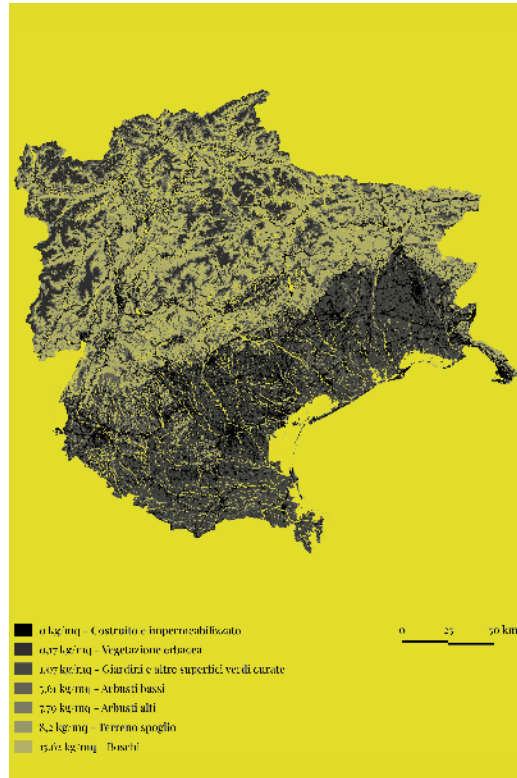 0 kg/mq - Costruito e impermeabilizzato
0,17 kg/mq - Vegetazione erbacea
1,07 kg/mq - Giardini e altre superfici verdi curate
5,61 kg/mq - Arbusti bassi
7,79 kg/mq - Arbusti alti
8,2 kg/mq - Terreno spoglio
15,62 kg/mq - Boschi
0 25 50 km